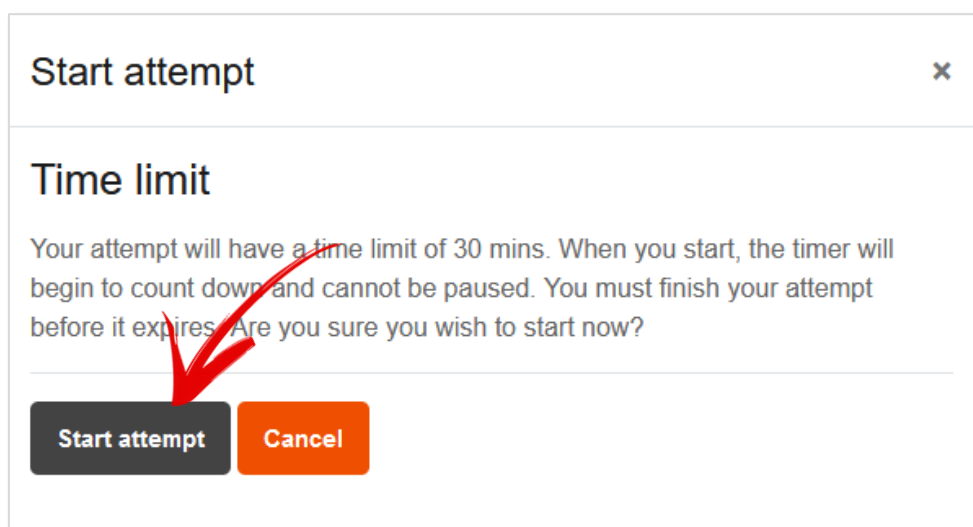 Start attempt ×
Time limit
Your attempt will have a time limit of 30 mins. When you start, the timer will
begin to count down and cannot be paused. You must finish your attempt
before it expires. Are you sure you wish to start now?
Start attempt Cancel